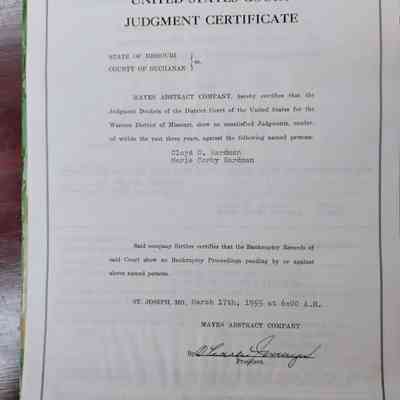 UNITED STATES COURT
JUDGMENT CERTIFICATE
STATE OF MISSOURI
COUNTY OF BUCHANAN } ss.
MAYES ABSTRACT COMPANY, hereby certifies that the
Judgment Dockets of the District Court of the United States for the
Western District of Missouri, show no unsatisfied Judgments, render-
ed within the past three years, against the following named persons:
Cloyd D. Hardman
Marie Corby Hardman
Said company further certifies that the Bankruptcy Records of
said Court show no Bankruptcy Proceedings pending by or against
above named persons.
ST. JOSEPH, MO. March 17th, 1955 at 8:00 A.M.
MAYES ABSTRACT COMPANY
By
President